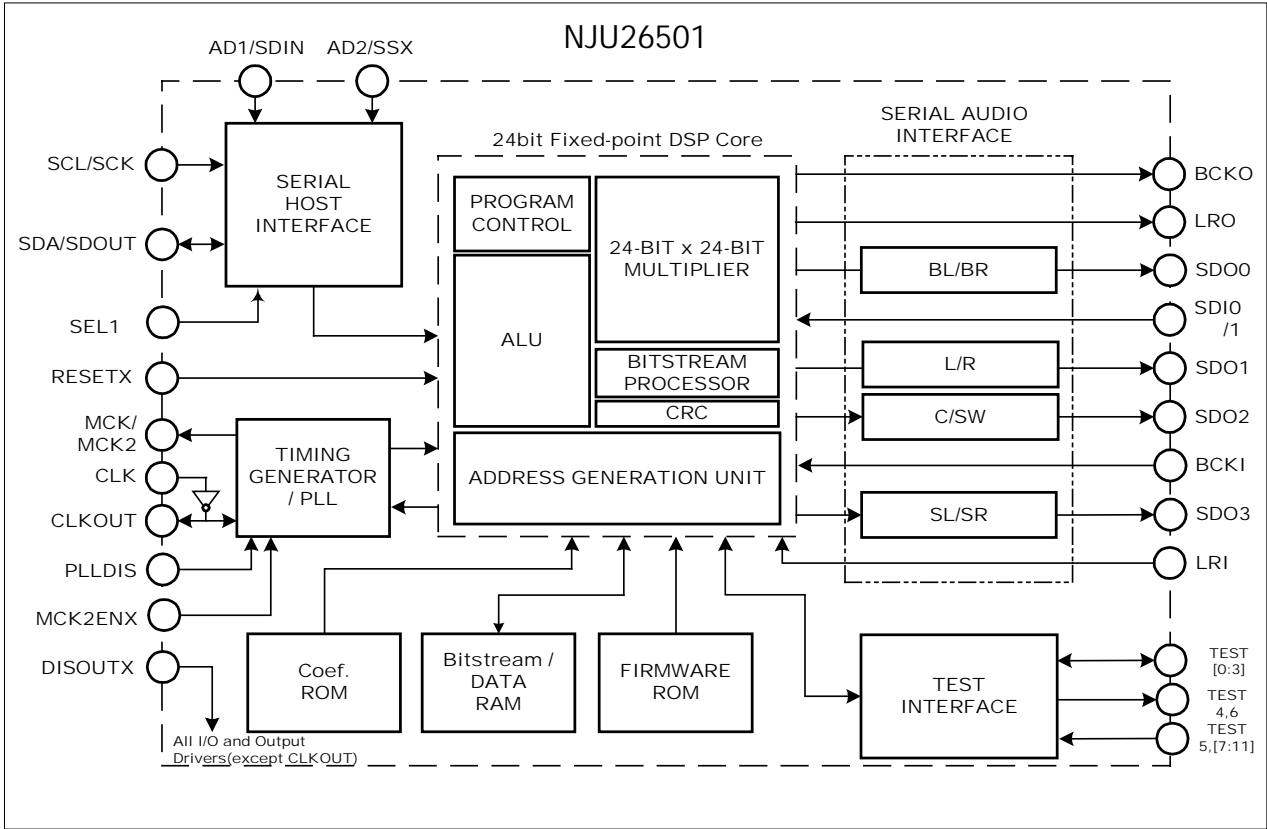 NJU26501
AD1/SDIN
AD2/SSX
SCL/SCK
SDA/SDOUT
SEL1
RESETX
MCK/
MCK2
CLK
CLKOUT
PLLDIS
MCK2ENX
DISOUTX
All I/O and Output
Drivers(except CLKOUT)
SERIAL
HOST
INTERFACE
TIMING
GENERATOR
/ PLL
24bit Fixed-point DSP Core
PROGRAM
CONTROL
24-BIT x 24-BIT
MULTIPLIER
ALU
BITSTREAM
PROCESSOR
CRC
ADDRESS GENERATION UNIT
Coef.
ROM
Bitstream /
DATA
RAM
FIRMWARE
ROM
SERIAL AUDIO
INTERFACE
BL/BR
L/R
C/SW
SL/SR
TEST
INTERFACE
BCKO
LRO
SDO0
SDI0
/1
SDO1
SDO2
BCKI
SDO3
LRI
TEST
[0:3]
TEST
4,6
TEST
5,[7:11]